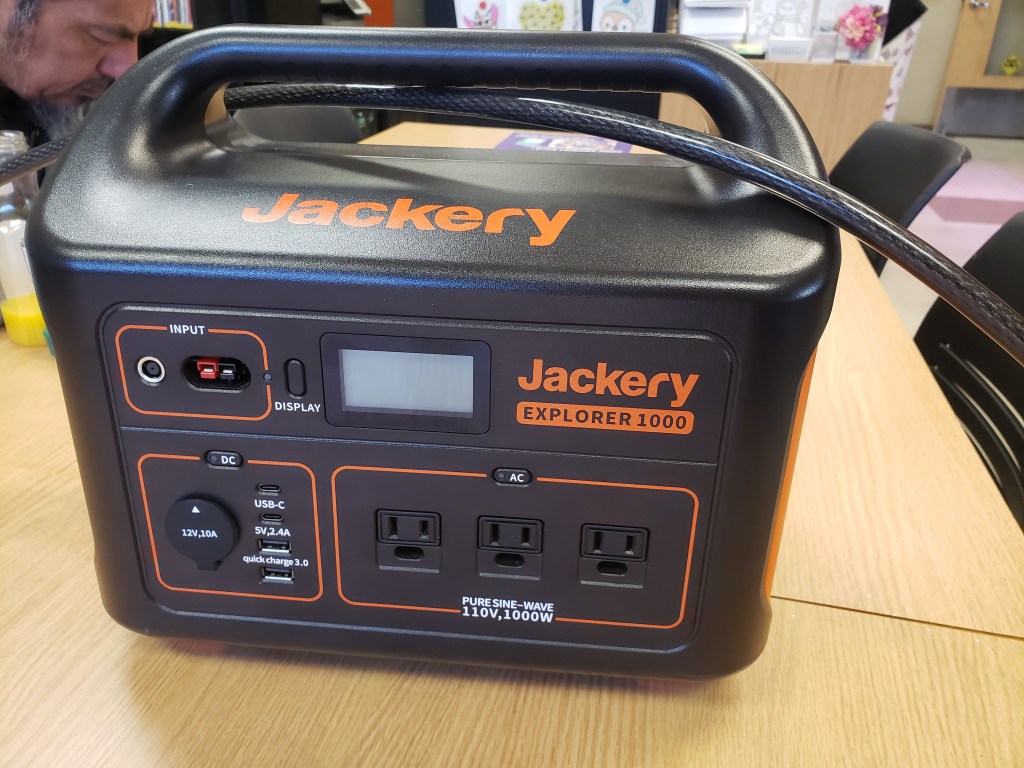 Jackery
INPUT
DISPLAY
Jackery
EXPLORER 1000
DC
USB-C
12V,10A
5V,2.4A
quick charge 3.0
AC
PURE SINE-WAVE
110V,1000W